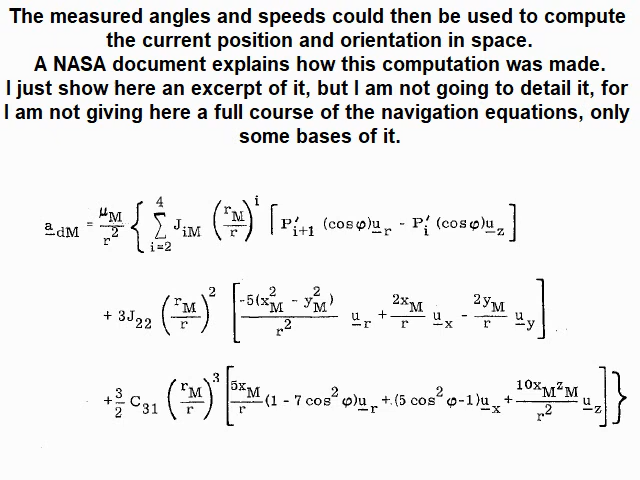 The measured angles and speeds could then be used to compute
the current position and orientation in space.
A NASA document explains how this computation was made.
I just show here an excerpt of it, but I am not going to detail it, for
I am not giving here a full course of the navigation equations, only
some bases of it.
a_dM = μ_M/r² { Σ_{i=2}^{4} J_iM (r_M/r)^i [P'_{i+1} (cosφ)u_r - P'_i (cosφ)u_z]
+ 3J_22 (r_M/r)² [-5(x_M² - y_M²)/r² u_r + 2x_M/r u_x - 2y_M/r u_y]
+ 3/2 C_31 (r_M/r)³ [5x_M/r (1 - 7 cos² φ)u_r + (5 cos² φ-1)u_x + 10x_M z_M/r² u_z] }